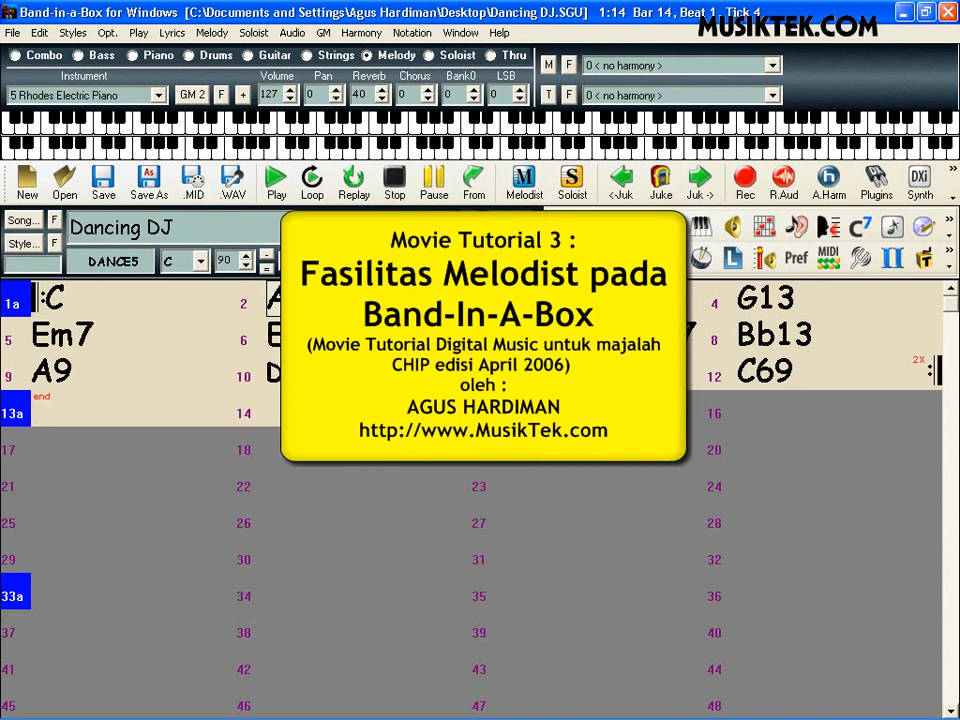 Band-in-a-Box for Windows [C:\Documents and Settings\Agus Hardiman\Desktop\Dancing DJ.SGU] 1:14 Bar 14, Beat 1, Tick 4
MUSIKTEK.COM
File Edit Styles Opt. Play Lyrics Melody Soloist Audio GM Harmony Notation Window Help
Combo Bass Piano Drums Guitar Strings Melody Soloist Thru
Instrument Volume Pan Reverb Chorus Bank0 LSB
M F 0 < no harmony >
5 Rhodes Electric Piano GM 2 F + 127 0 40 0 0 0
T F 0 < no harmony >
New Open Save Save As .MID .WAV Play Loop Replay Stop Pause From Melodist Soloist <-Juk Juke Juk-> Rec R.Aud A.Harm Plugins Synth
Song... F Dancing DJ
Style... F DANCE5 C 90
Pref
Movie Tutorial 3 :
Fasilitas Melodist pada
Band-In-A-Box
(Movie Tutorial Digital Music untuk majalah
CHIP edisi April 2006)
oleh :
AGUS HARDIMAN
http://www.MusikTek.com
1a :C 2 4 G13
5 Em7 6 8 Bb13
9 A9 10 12 C69 2X
end
13a 14 16
17 18 20
21 22 23 24
25 26 27 28
29 30 31 32
33a 34 35 36
37 38 39 40
41 42 43 44
45 46 47 48